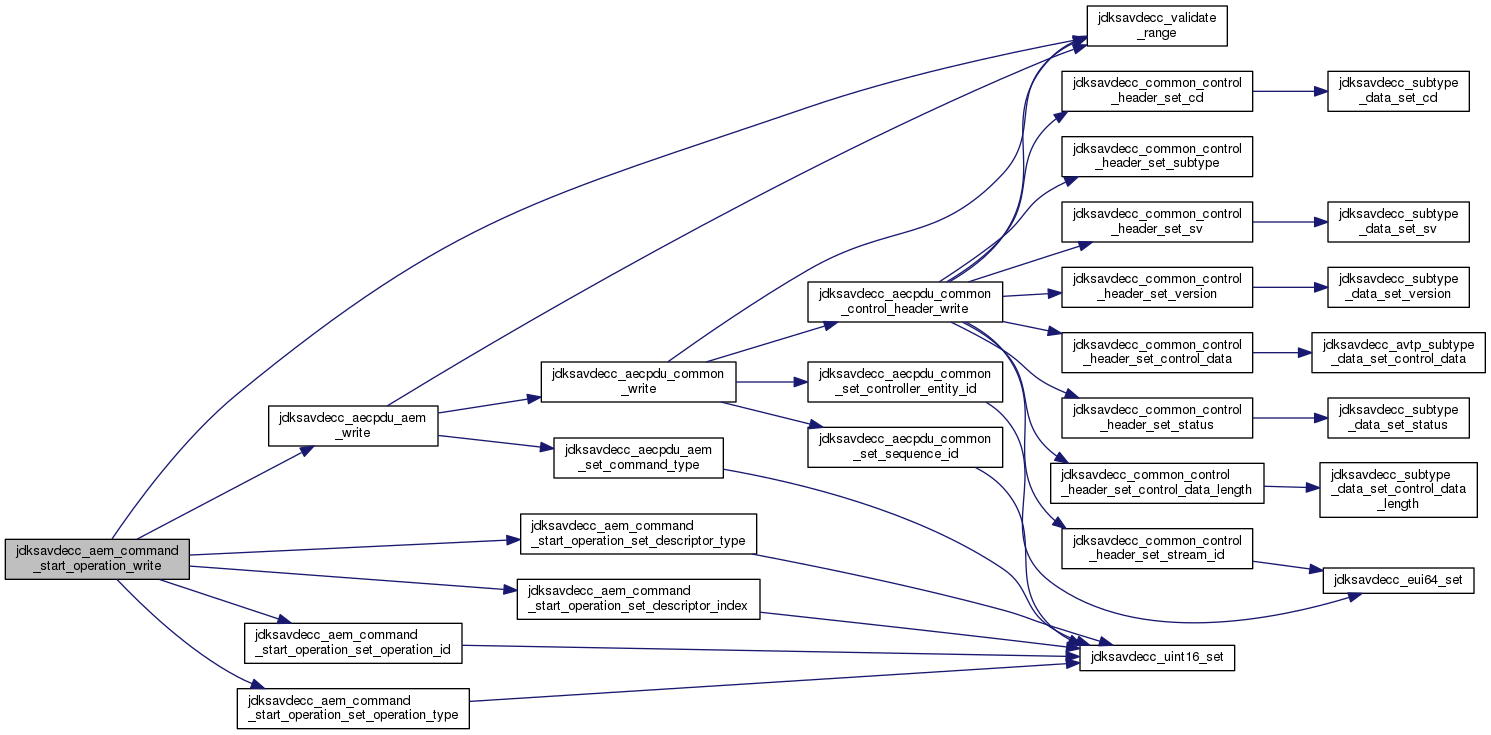 jdksavdecc_validate
_range
jdksavdecc_common_control
_header_set_cd
jdksavdecc_subtype
_data_set_cd
jdksavdecc_common_control
_header_set_subtype
jdksavdecc_common_control
_header_set_sv
jdksavdecc_subtype
_data_set_sv
jdksavdecc_aecpdu_common
_control_header_write
jdksavdecc_common_control
_header_set_version
jdksavdecc_subtype
_data_set_version
jdksavdecc_common_control
_header_set_control_data
jdksavdecc_avtp_subtype
_data_set_control_data
jdksavdecc_aecpdu_common
_write
jdksavdecc_aecpdu_common
_set_controller_entity_id
jdksavdecc_common_control
_header_set_status
jdksavdecc_subtype
_data_set_status
jdksavdecc_aecpdu_aem
_write
jdksavdecc_aecpdu_common
_set_sequence_id
jdksavdecc_aecpdu_aem
_set_command_type
jdksavdecc_common_control
_header_set_control_data_length
jdksavdecc_subtype
_data_set_control_data
_length
jdksavdecc_aem_command
_start_operation_write
jdksavdecc_aem_command
_start_operation_set_descriptor_type
jdksavdecc_common_control
_header_set_stream_id
jdksavdecc_eui64_set
jdksavdecc_aem_command
_start_operation_set_descriptor_index
jdksavdecc_aem_command
_start_operation_set_operation_id
jdksavdecc_uint16_set
jdksavdecc_aem_command
_start_operation_set_operation_type